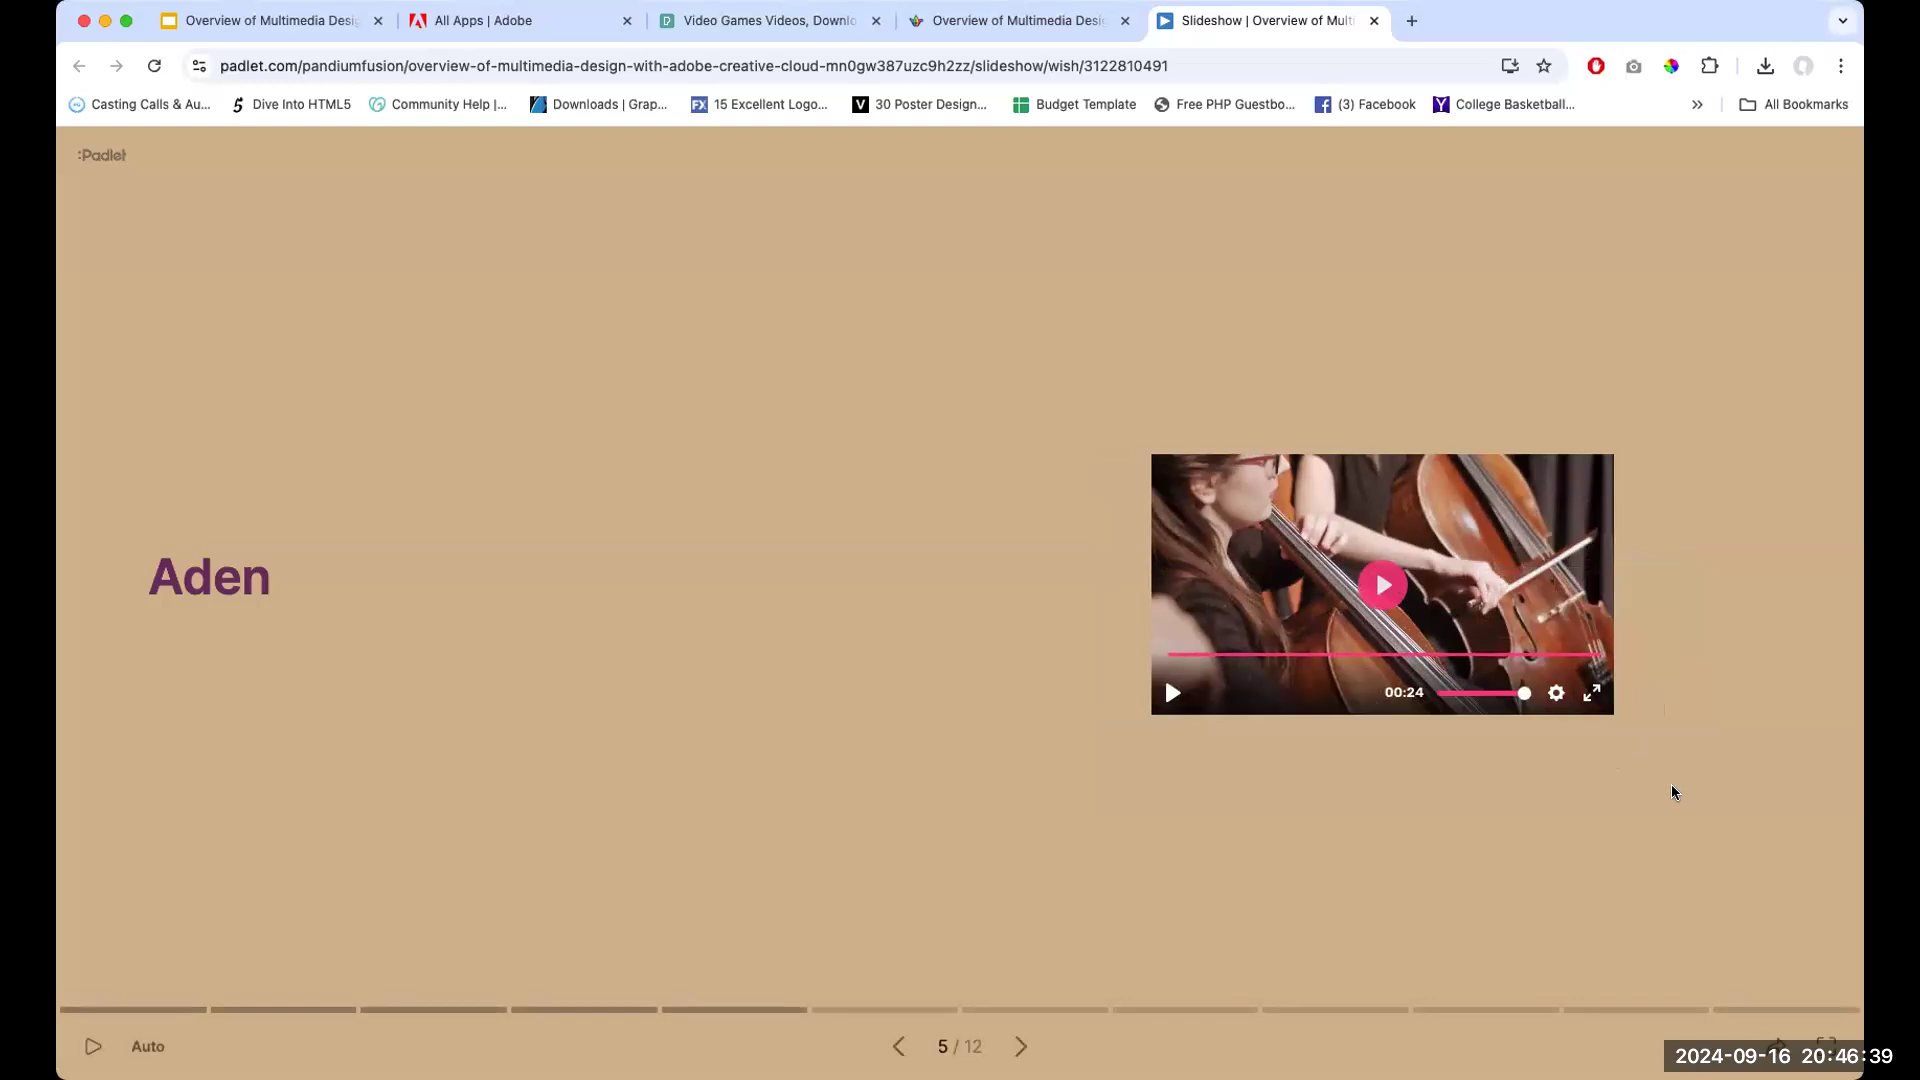 Overview of Multimedia Desi
All Apps | Adobe
Video Games Videos, Downlo
Overview of Multimedia Desi
Slideshow | Overview of Mult
padlet.com/pandiumfusion/overview-of-multimedia-design-with-adobe-creative-cloud-mn0gw387uzc9h2zz/slideshow/wish/3122810491
Casting Calls & Au...
Dive Into HTML5
Community Help |...
Downloads | Grap...
15 Excellent Logo...
30 Poster Design...
Budget Template
Free PHP Guestbo...
(3) Facebook
College Basketball...
»
All Bookmarks
:Padlet
Aden
00:24
Auto
5 / 12
2024-09-16 20:46:39